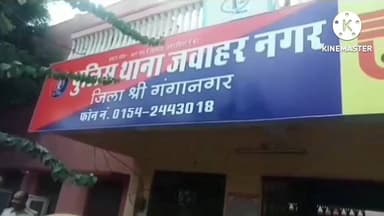 KINEMASTER
पुलिस थाना जवाहर नगर
जिला श्री गंगानगर
फोन नं. 0154-2443018